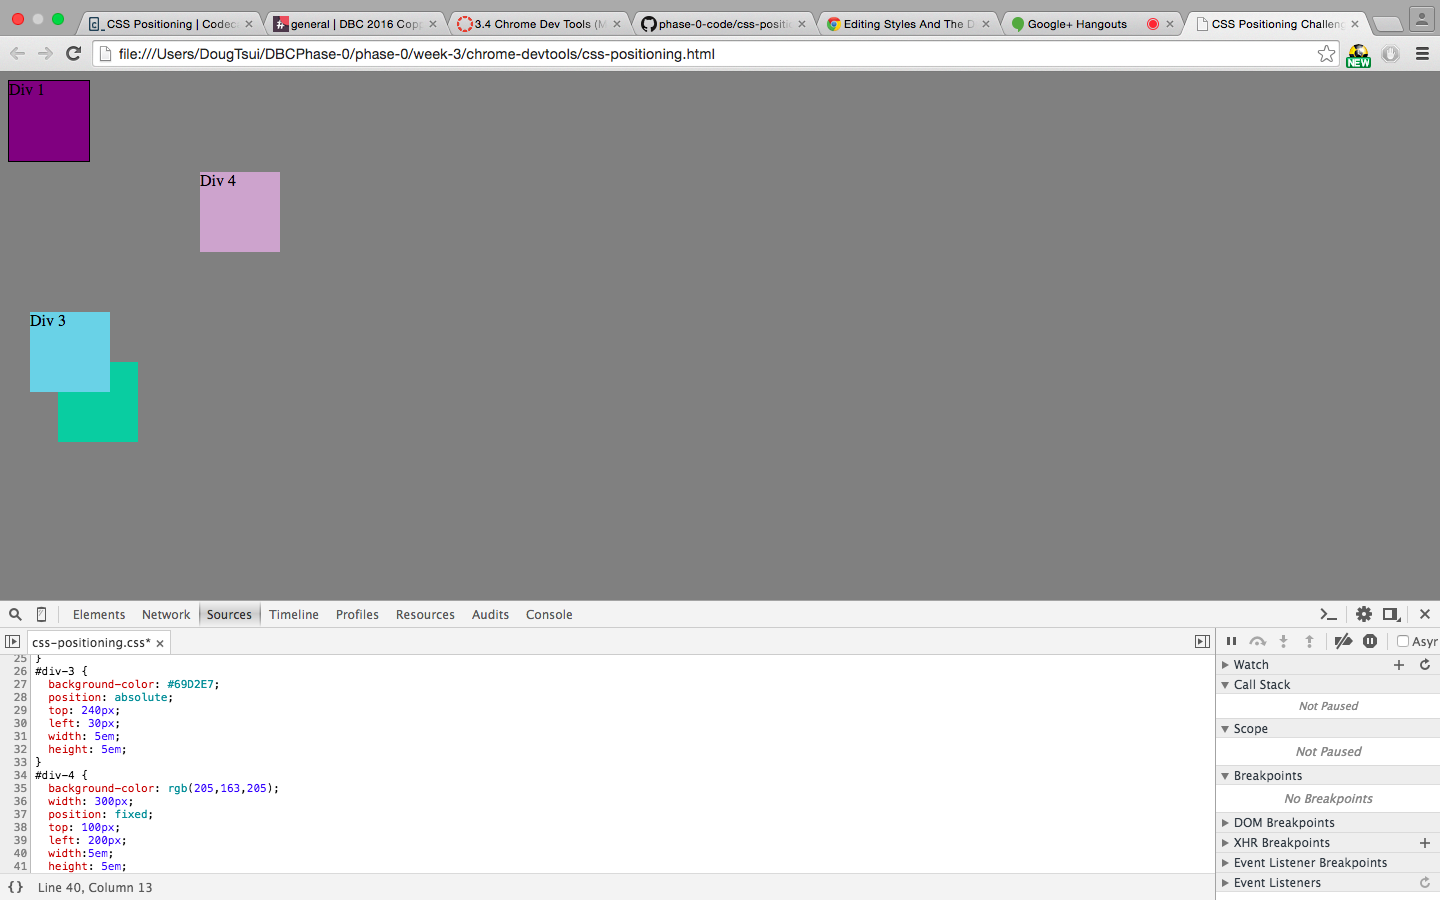 CSS Positioning | Codec
general | DBC 2016 Copp
3.4 Chrome Dev Tools (M
phase-0-code/css-positi
Editing Styles And The D
Google+ Hangouts
CSS Positioning Challeng
file:///Users/DougTsui/DBCPhase-0/phase-0/week-3/chrome-devtools/css-positioning.html
NEW
Div 1
Div 4
Div 3
Elements Network Sources Timeline Profiles Resources Audits Console
css-positioning.css*
Asyr
25 }
26 #div-3 {
27 background-color: #69D2E7;
28 position: absolute;
29 top: 240px;
30 left: 30px;
31 width: 5em;
32 height: 5em;
33 }
34 #div-4 {
35 background-color: rgb(205,163,205);
36 width: 300px;
37 position: fixed;
38 top: 100px;
39 left: 200px;
40 width:5em;
41 height: 5em;
{} Line 40, Column 13
Watch
Call Stack
Not Paused
Scope
Not Paused
Breakpoints
No Breakpoints
DOM Breakpoints
XHR Breakpoints
Event Listener Breakpoints
Event Listeners